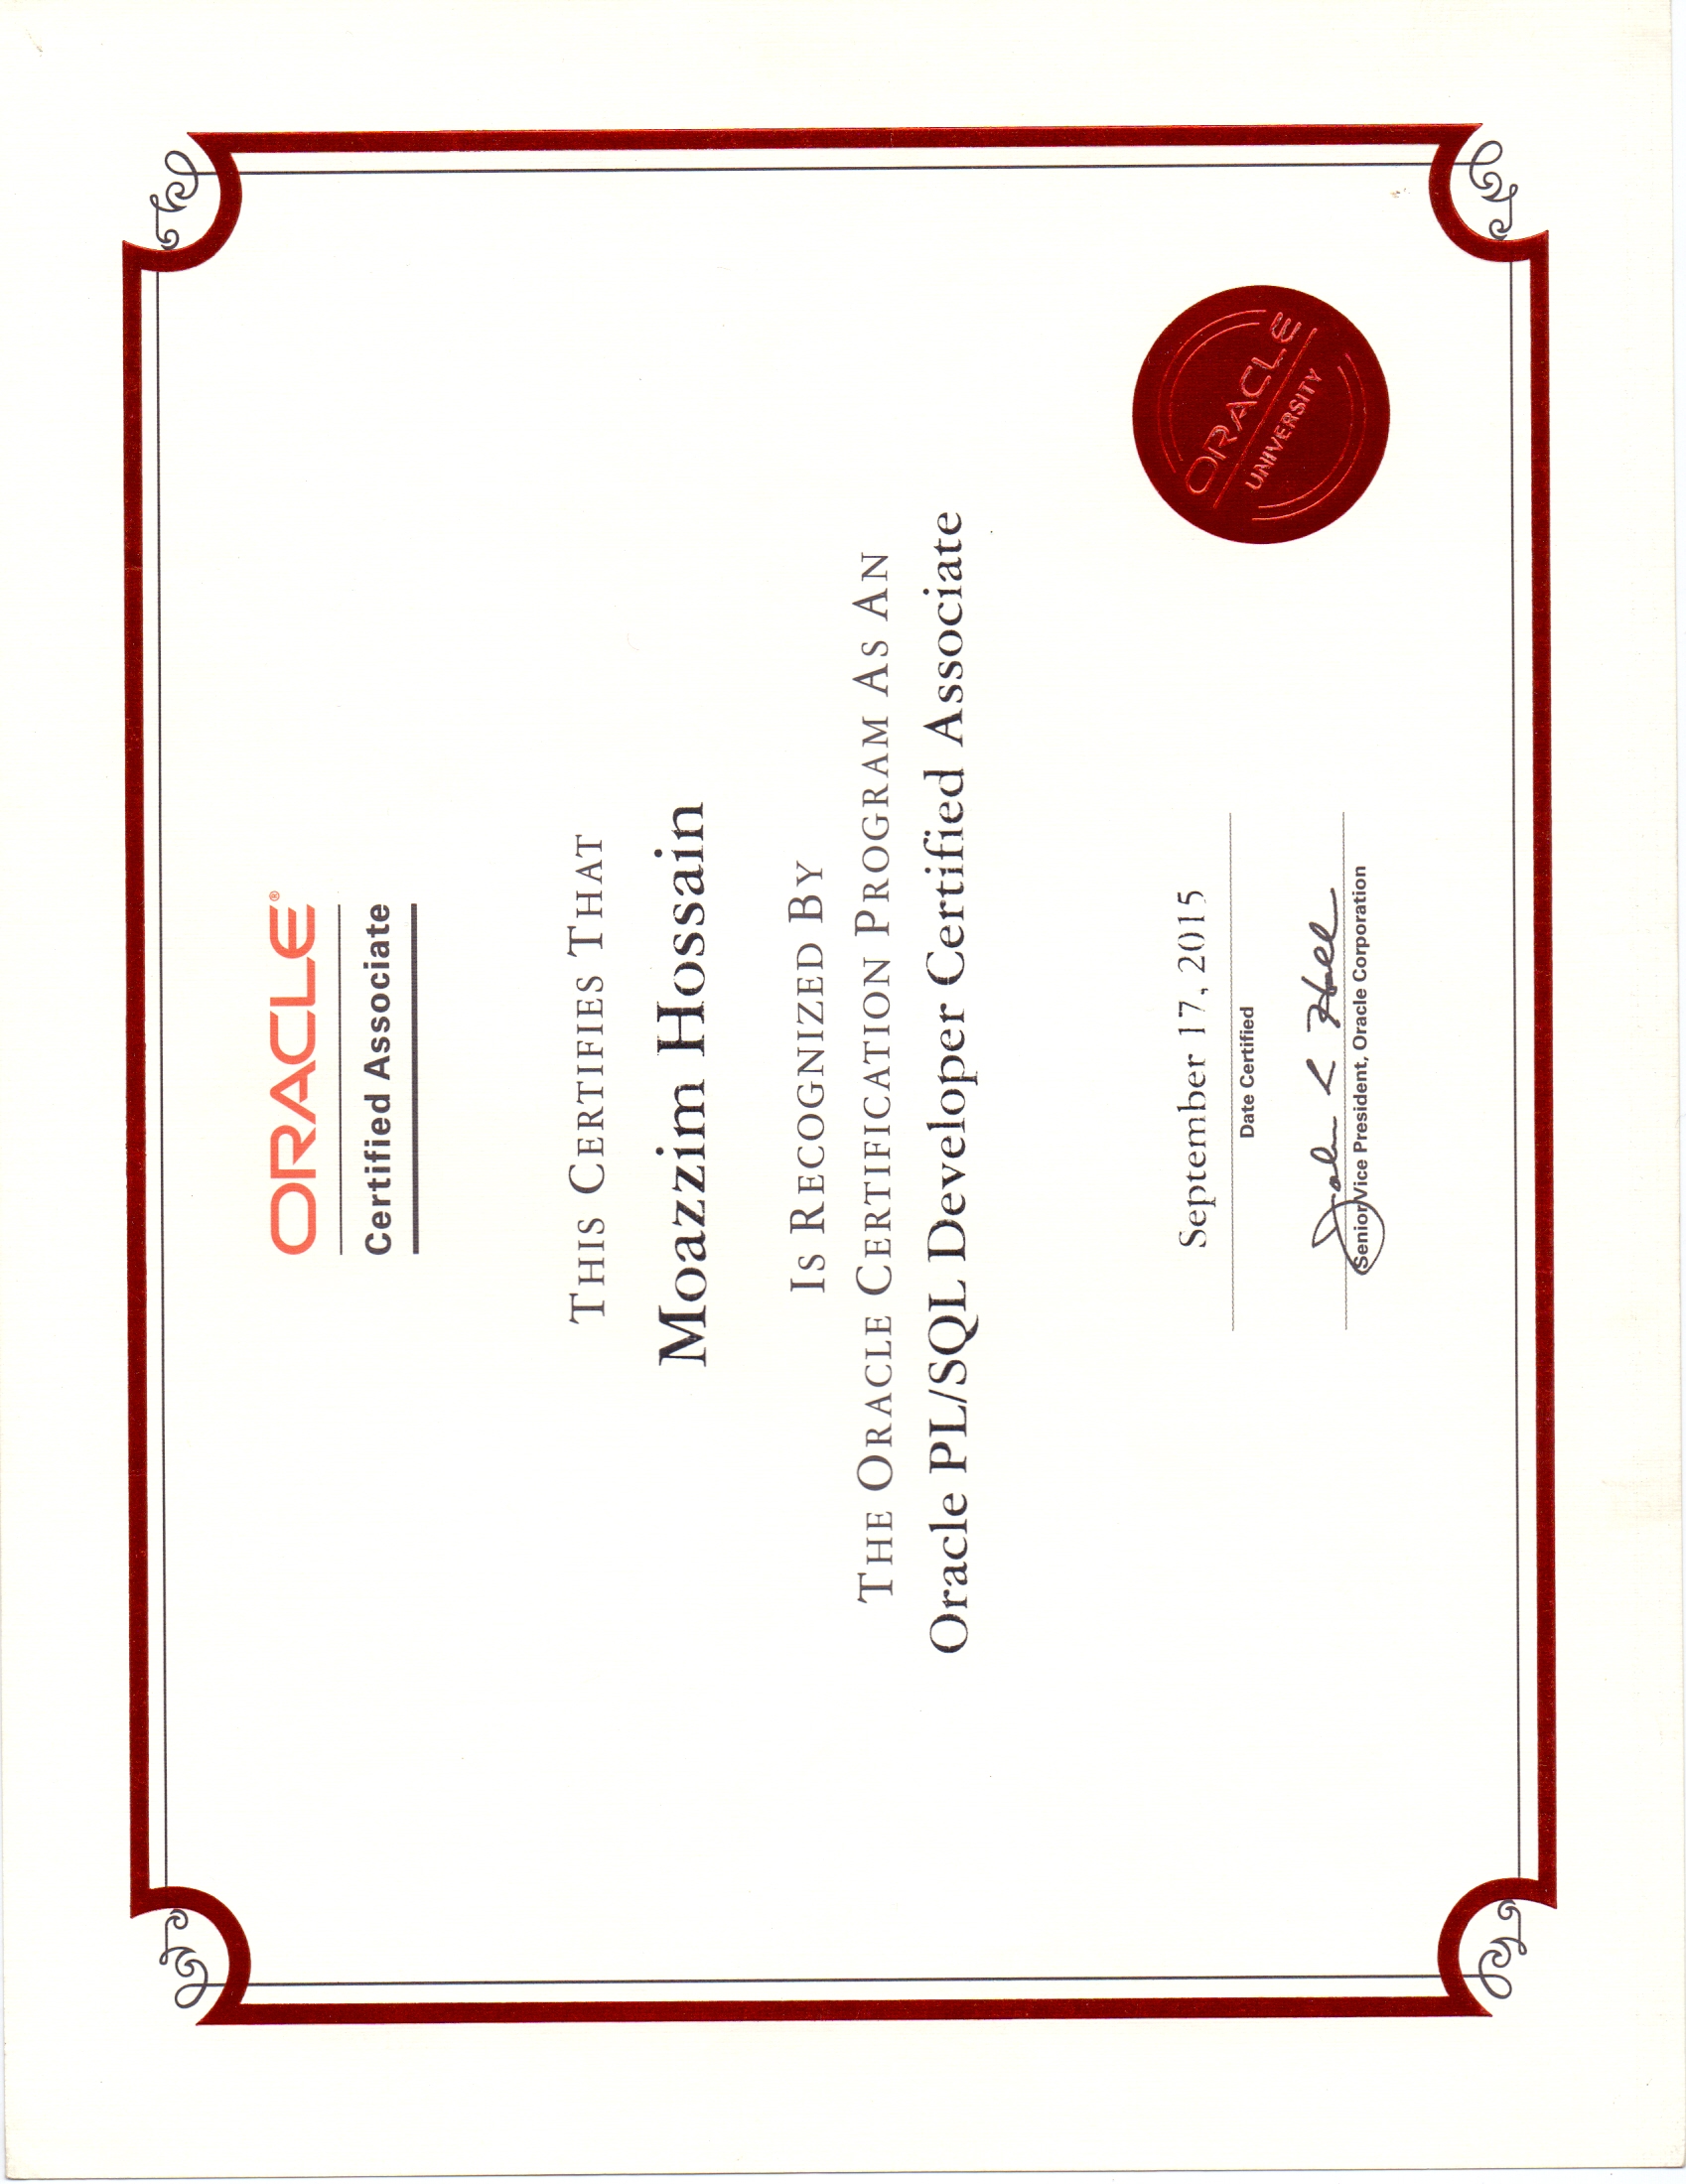 ORACLE®
Certified Associate
THIS CERTIFIES THAT
Moazzim Hossain
IS RECOGNIZED BY
THE ORACLE CERTIFICATION PROGRAM AS AN
Oracle PL/SQL Developer Certified Associate
September 17, 2015
Date Certified
John L Hall
Senior Vice President, Oracle Corporation
ORACLE
UNIVERSITY